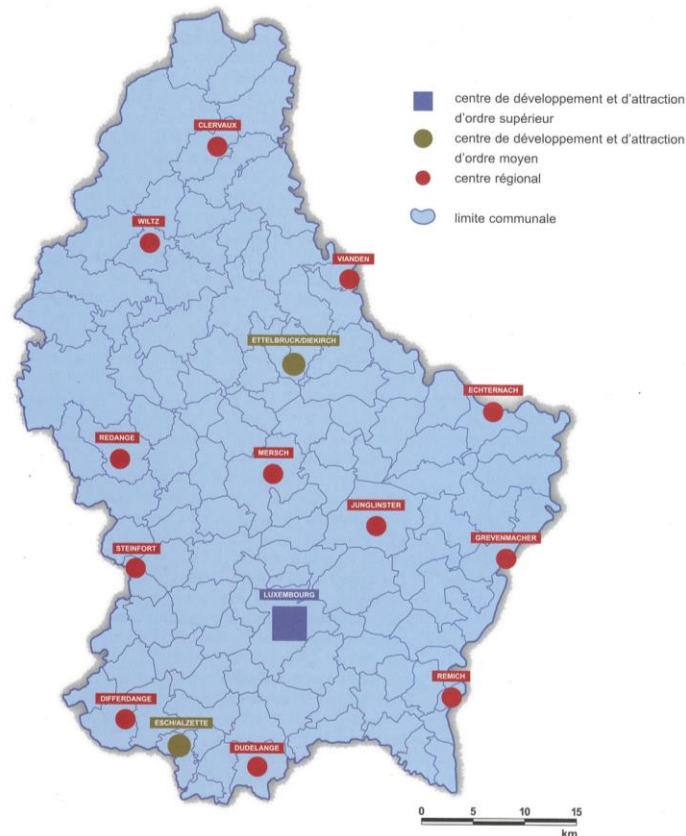 centre de développement et d'attraction
d'ordre supérieur
centre de développement et d'attraction
d'ordre moyen
centre régional
limite communale
CLERVAUX
WILTZ
VIANDEN
ETTELBRUCK/DIEKIRCH
ECHTERNACH
REDANGE
MERSCH
JUNGLINSTER
GREVENMACHER
STEINFORT
LUXEMBOURG
REMICH
DIFFERDANGE
ESCH/ALZETTE
DUDELANGE
0 5 10 15
km